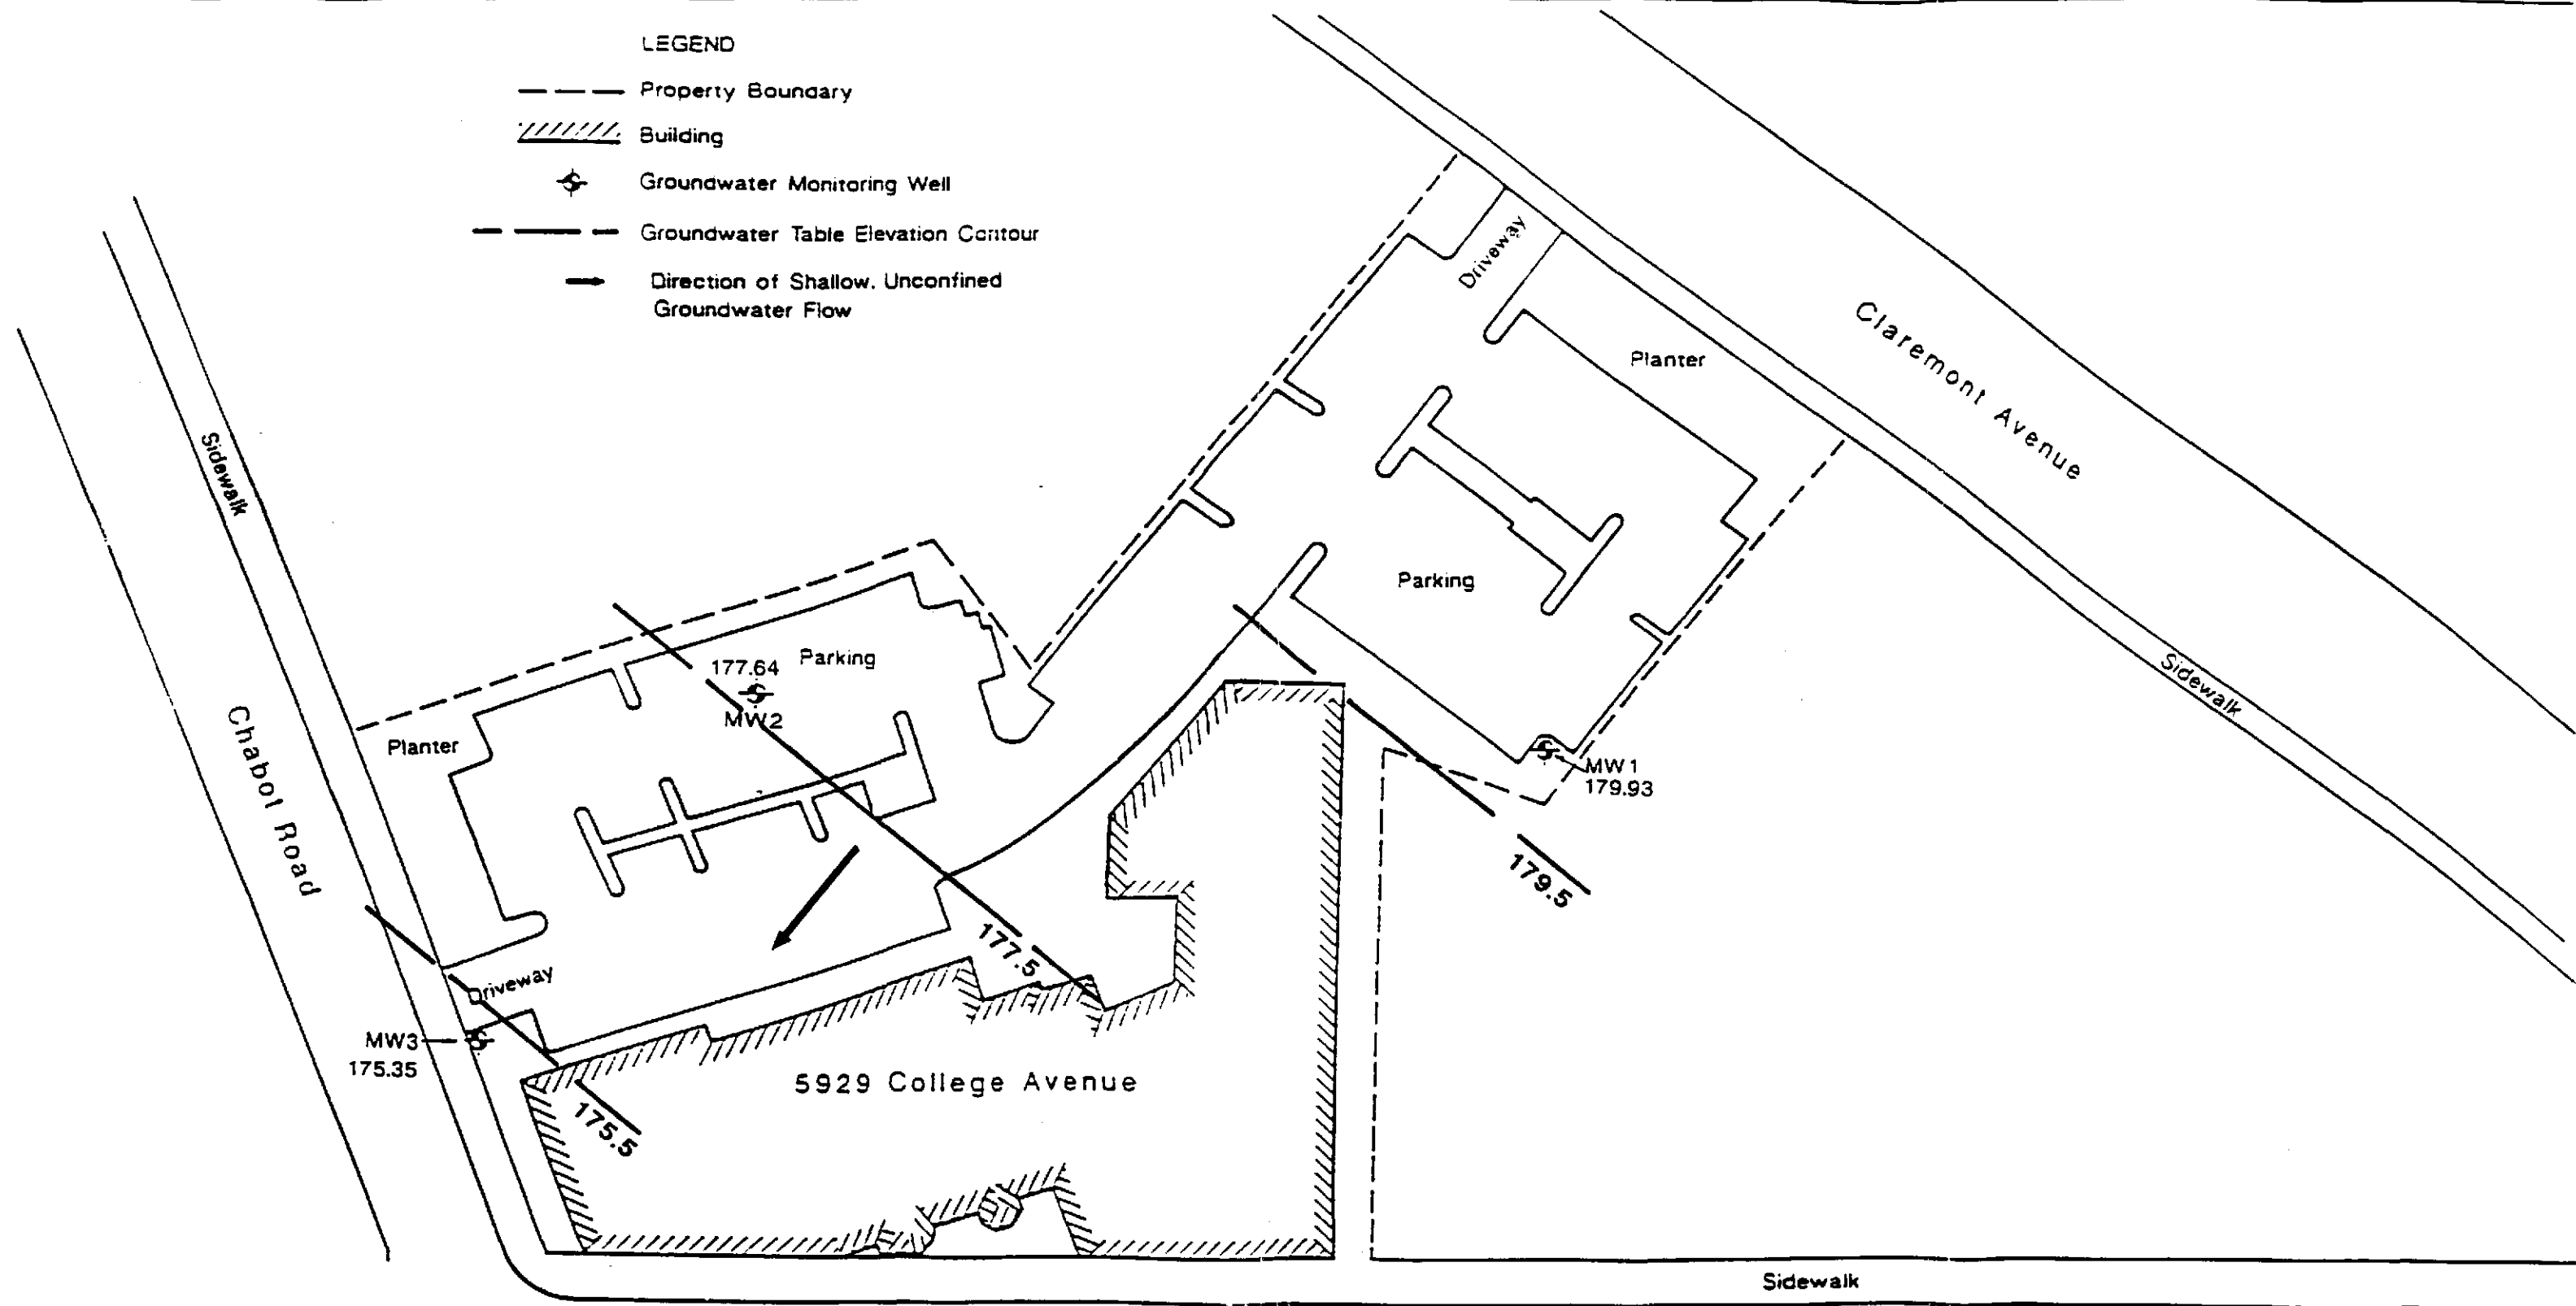 LEGEND
Property Boundary
Building
Groundwater Monitoring Well
Groundwater Table Elevation Contour
Direction of Shallow. Unconfined
Groundwater Flow
Driveway
Planter
Claremont Avenue
Sidewalk
Parking
177.64
Parking
MW2
Sidewalk
Planter
Chabot Road
MW1
179.93
179.5
177.5
Driveway
MW3
175.35
175.5
5929 College Avenue
Sidewalk